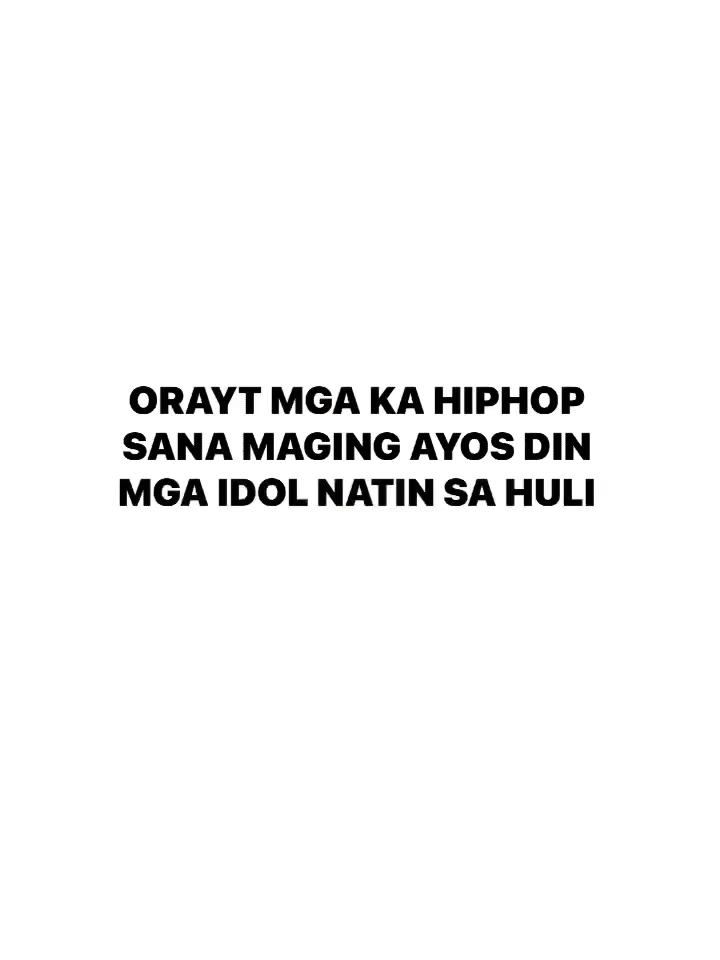 ORAYT MGA KA HIPHOP
SANA MAGING AYOS DIN
MGA IDOL NATIN SA HULI